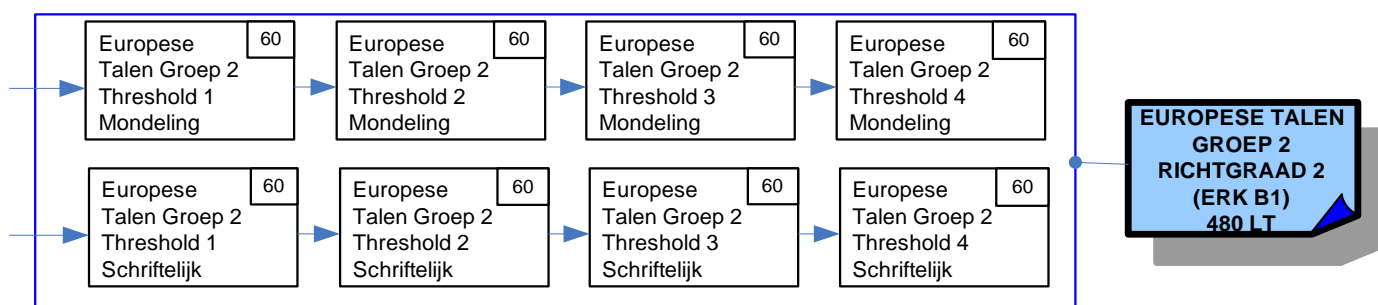 Europese
Talen Groep 2
Threshold 1
Mondeling
60
Europese
Talen Groep 2
Threshold 2
Mondeling
60
Europese
Talen Groep 2
Threshold 3
Mondeling
60
Europese
Talen Groep 2
Threshold 4
Mondeling
60
Europese
Talen Groep 2
Threshold 1
Schriftelijk
60
Europese
Talen Groep 2
Threshold 2
Schriftelijk
60
Europese
Talen Groep 2
Threshold 3
Schriftelijk
60
Europese
Talen Groep 2
Threshold 4
Schriftelijk
60
EUROPESE TALEN
GROEP 2
RICHTGRAAD 2
(ERK B1)
480 LT